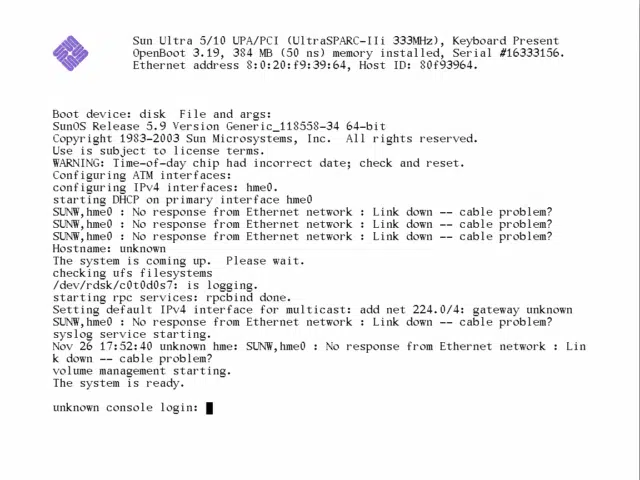 Sun Ultra 5/10 UPA/PCI (UltraSPARC-IIi 333MHz), Keyboard Present
OpenBoot 3.19, 384 MB (50 ns) memory installed, Serial #16333156.
Ethernet address 8:0:20:f9:39:64, Host ID: 80f93964.
Boot device: disk  File and args:
SunOS Release 5.9 Version Generic_118558-34 64-bit
Copyright 1983-2003 Sun Microsystems, Inc.  All rights reserved.
Use is subject to license terms.
WARNING: Time-of-day chip had incorrect date; check and reset.
Configuring ATM interfaces:
configuring IPv4 interfaces: hme0.
starting DHCP on primary interface hme0
SUNW,hme0 : No response from Ethernet network : Link down -- cable problem?
SUNW,hme0 : No response from Ethernet network : Link down -- cable problem?
SUNW,hme0 : No response from Ethernet network : Link down -- cable problem?
Hostname: unknown
The system is coming up.  Please wait.
checking ufs filesystems
/dev/rdsk/c0t0d0s7: is logging.
starting rpc services: rpcbind done.
Setting default IPv4 interface for multicast: add net 224.0/4: gateway unknown
SUNW,hme0 : No response from Ethernet network : Link down -- cable problem?
syslog service starting.
Nov 26 17:52:40 unknown hme: SUNW,hme0 : No response from Ethernet network : Lin
k down -- cable problem?
volume management starting.
The system is ready.
unknown console login: